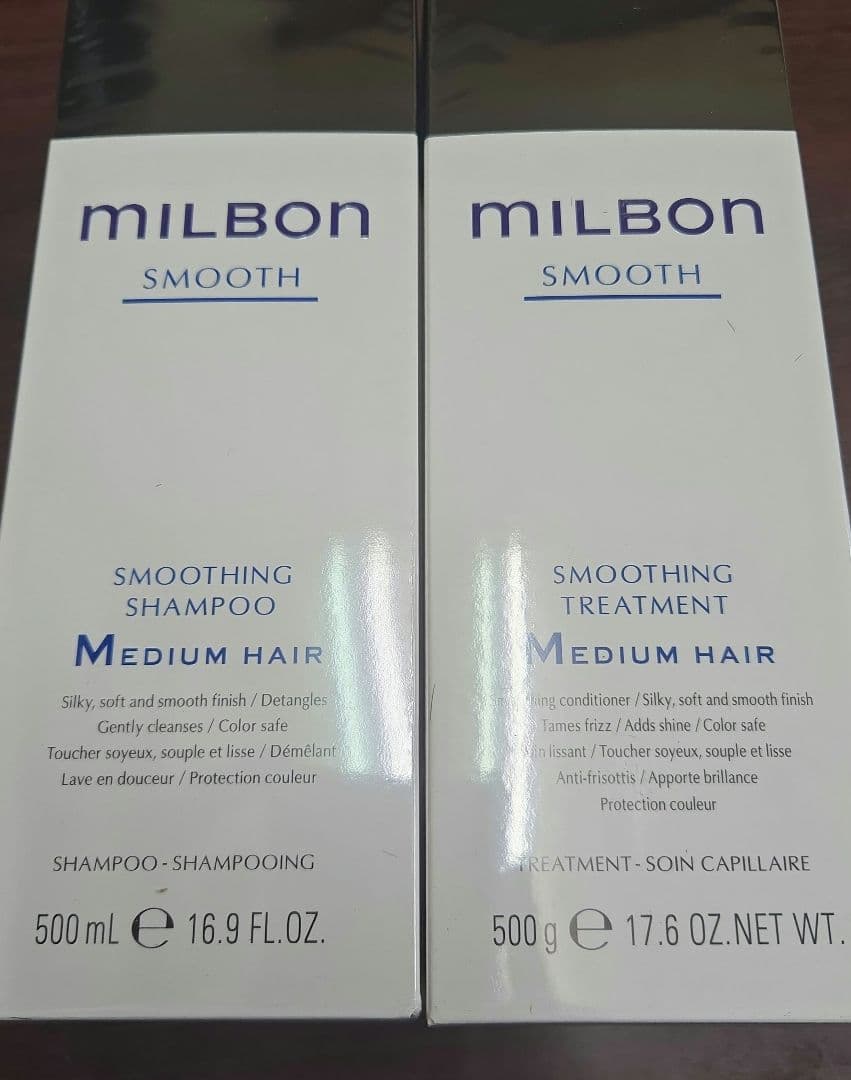 mILBOn
SMOOTH
SMOOTHING
SHAMPOO
MEDIUM HAIR
Silky, soft and smooth finish / Detangles
Gently cleanses / Color safe
Toucher soyeux, souple et lisse / Démêlant
Lave en douceur / Protection couleur
SHAMPOO - SHAMPOOING
500 mL e 16.9 FL.OZ.
mILBOn
SMOOTH
SMOOTHING
TREATMENT
MEDIUM HAIR
conditioner / Silky, soft and smooth finish
Tames frizz / Adds shine / Color safe
lissant / Toucher soyeux, souple et lisse
Anti-frisottis / Apporte brillance
Protection couleur
TREATMENT - SOIN CAPILLAIRE
500 g e 17.6 OZ.NET WT.